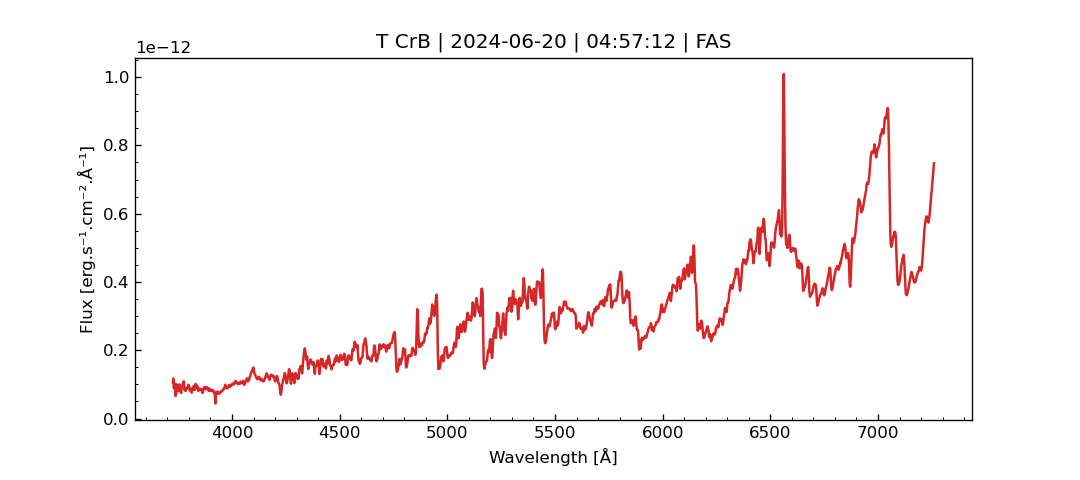 T CrB | 2024-06-20 | 04:57:12 | FAS
1e−12
1.0
0.8
0.6
0.4
0.2
0.0
Flux [erg.s⁻¹.cm⁻².Å⁻¹]
4000 4500 5000 5500 6000 6500 7000
Wavelength [Å]